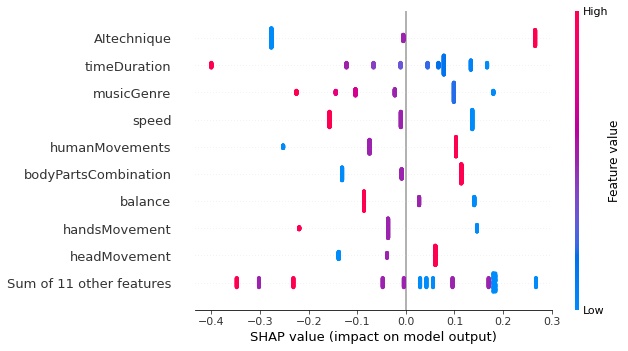 High
AItechnique
timeDuration
musicGenre
speed
humanMovements
bodyPartsCombination
balance
handsMovement
headMovement
Sum of 11 other features
Feature value
Low
−0.4 −0.3 −0.2 −0.1 0.0 0.1 0.2 0.3
SHAP value (impact on model output)